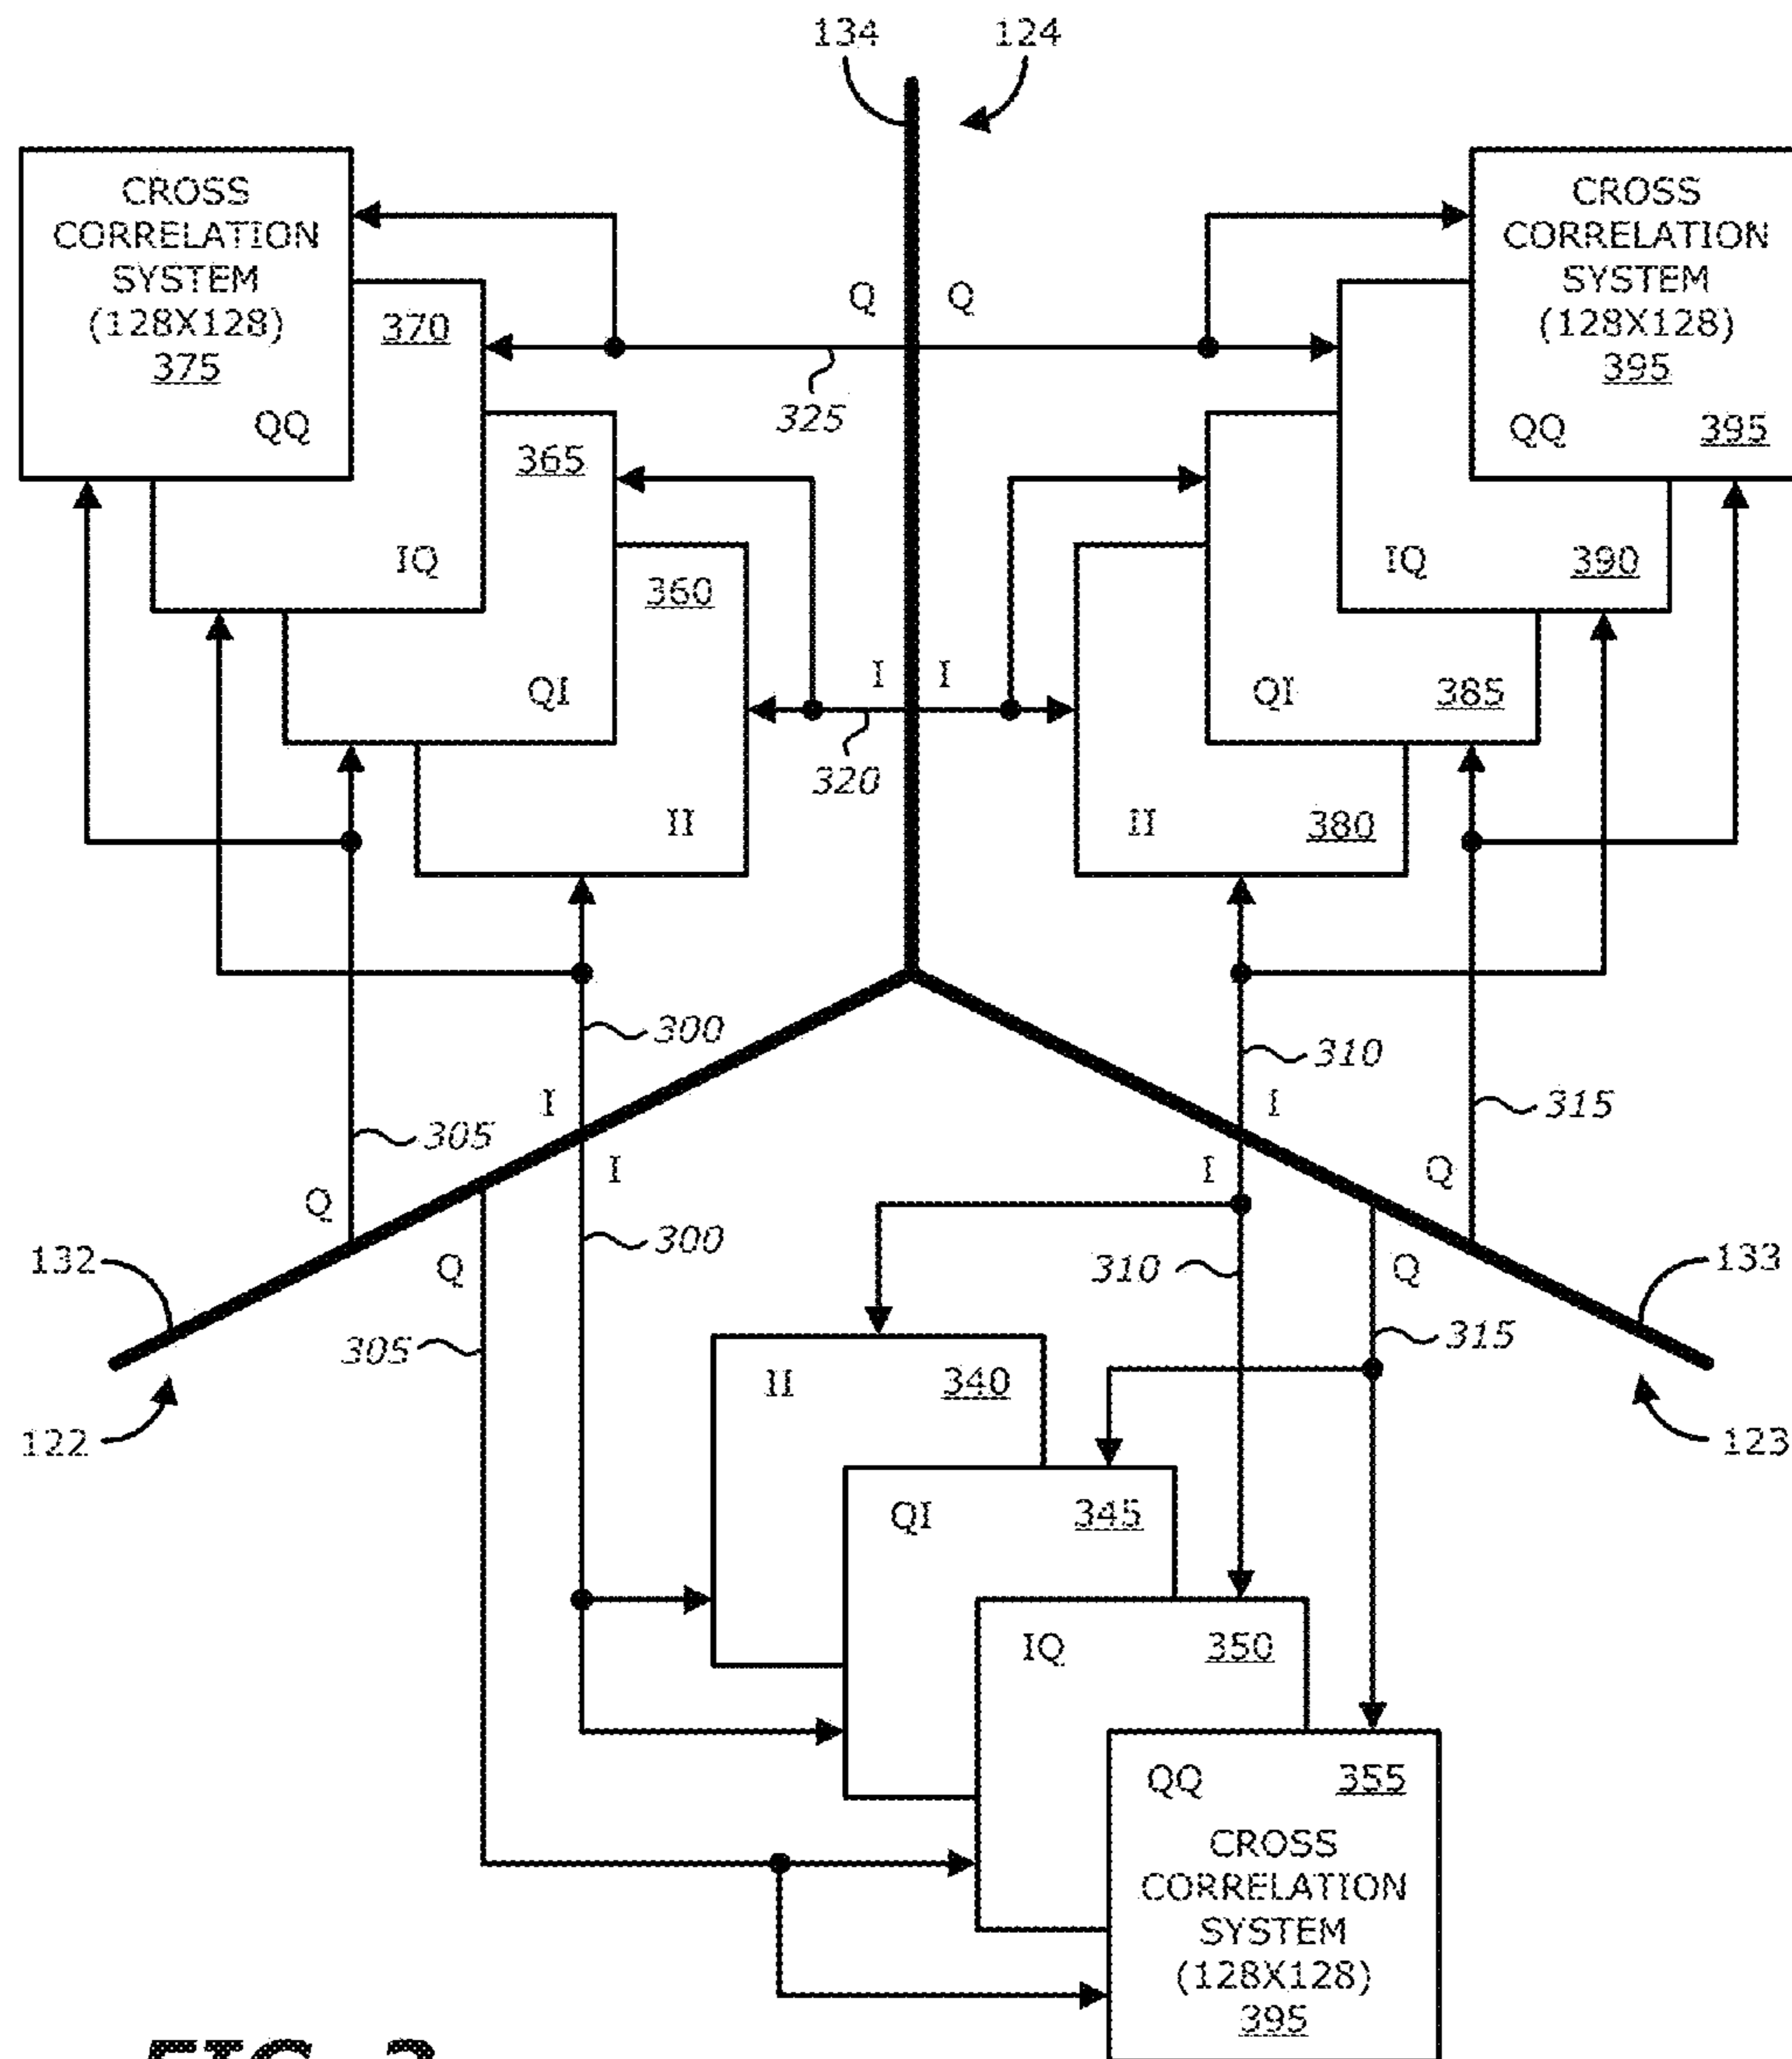 134
124
CROSS
CORRELATION
SYSTEM
(128X128)
375
QQ
370
IQ
365
QI
360
II
Q
Q
325
I
I
320
CROSS
CORRELATION
SYSTEM
(128X128)
395
QQ
395
IQ
390
QI
385
II
380
300
310
I
I
305
315
Q
I
I
Q
132
Q
300
310
Q
133
305
315
122
123
II
340
QI
345
IQ
350
QQ
355
CROSS
CORRELATION
SYSTEM
(128X128)
395